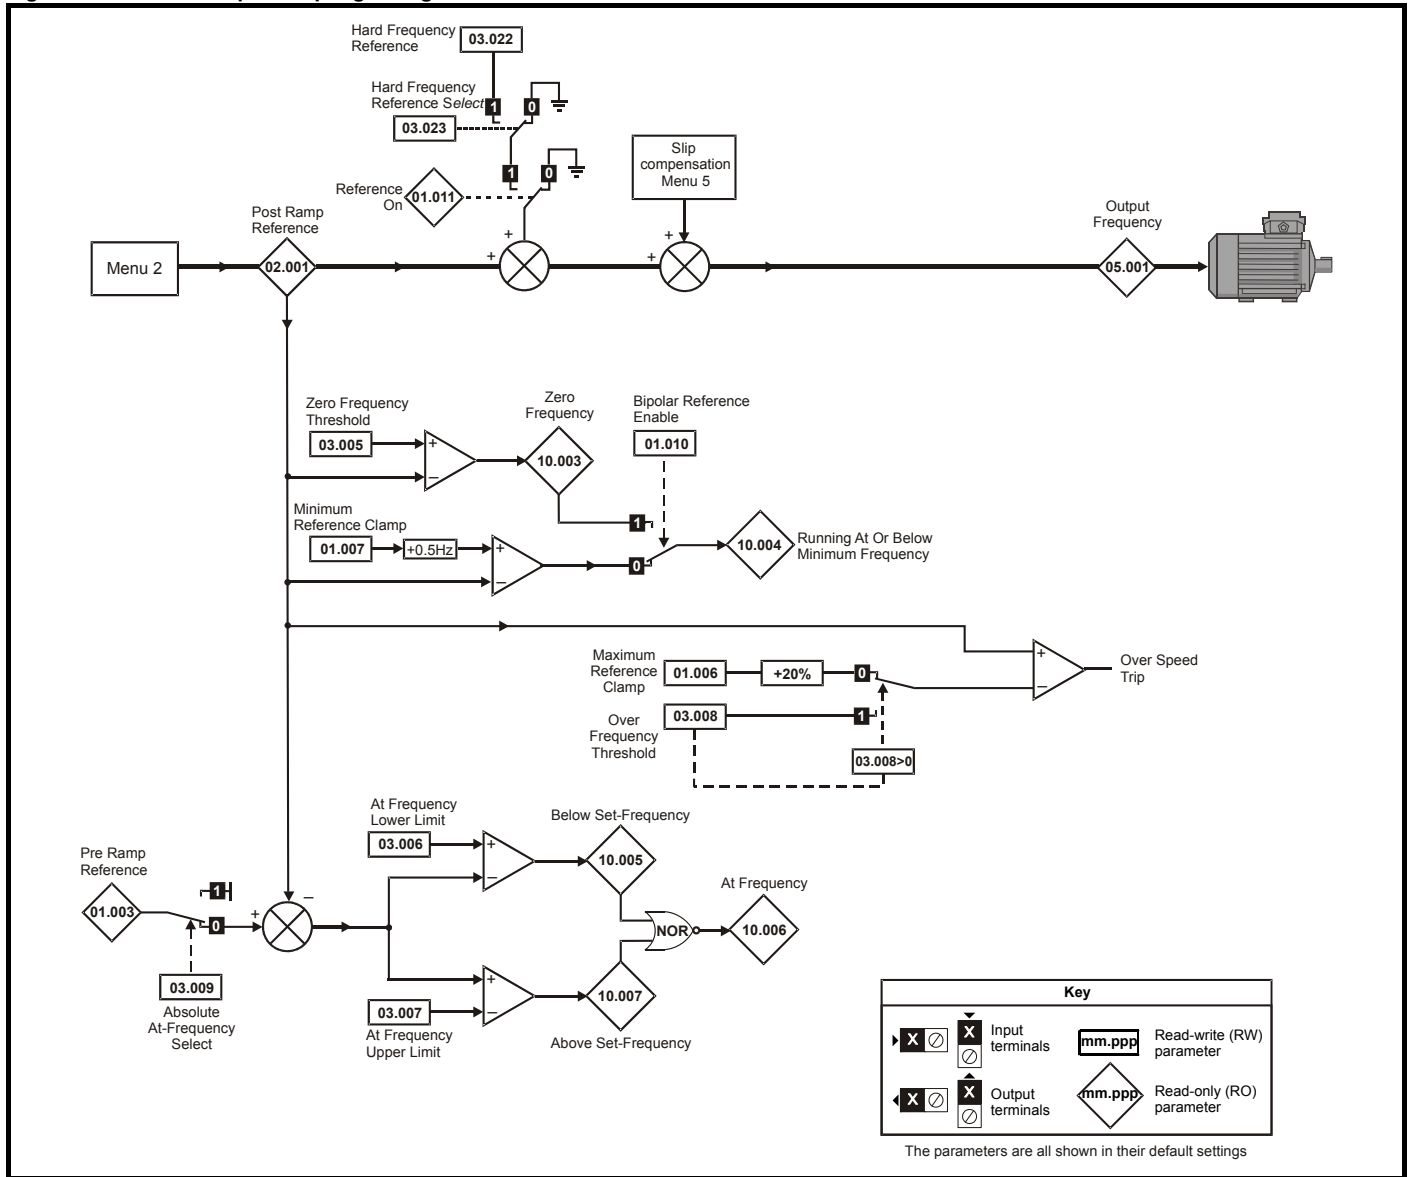 Hard Frequency
Reference
03.022
Hard Frequency
Reference Select
1
0
03.023
1
0
Reference
On
01.011
Slip
compensation
Menu 5
Post Ramp
Reference
Output
Frequency
+
+
+
+
Menu 2
02.001
05.001
Zero Frequency
Threshold
03.005
+
–
Zero
Frequency
10.003
Bipolar Reference
Enable
01.010
Minimum
Reference Clamp
01.007
+0.5Hz
+
–
1
0
10.004
Running At Or Below
Minimum Frequency
Maximum
Reference
Clamp
01.006
+20%
0
+
–
Over Speed
Trip
Over
Frequency
Threshold
03.008
1
03.008>0
At Frequency
Lower Limit
03.006
+
–
Below Set-Frequency
10.005
Pre Ramp
Reference
01.003
1
0
+
–
At Frequency
NOR
10.006
03.009
Absolute
At-Frequency
Select
03.007
At Frequency
Upper Limit
+
–
10.007
Above Set-Frequency
Key
X
X
Input
terminals
mm.ppp
Read-write (RW)
parameter
X
X
Output
terminals
mm.ppp
Read-only (RO)
parameter
The parameters are all shown in their default settings